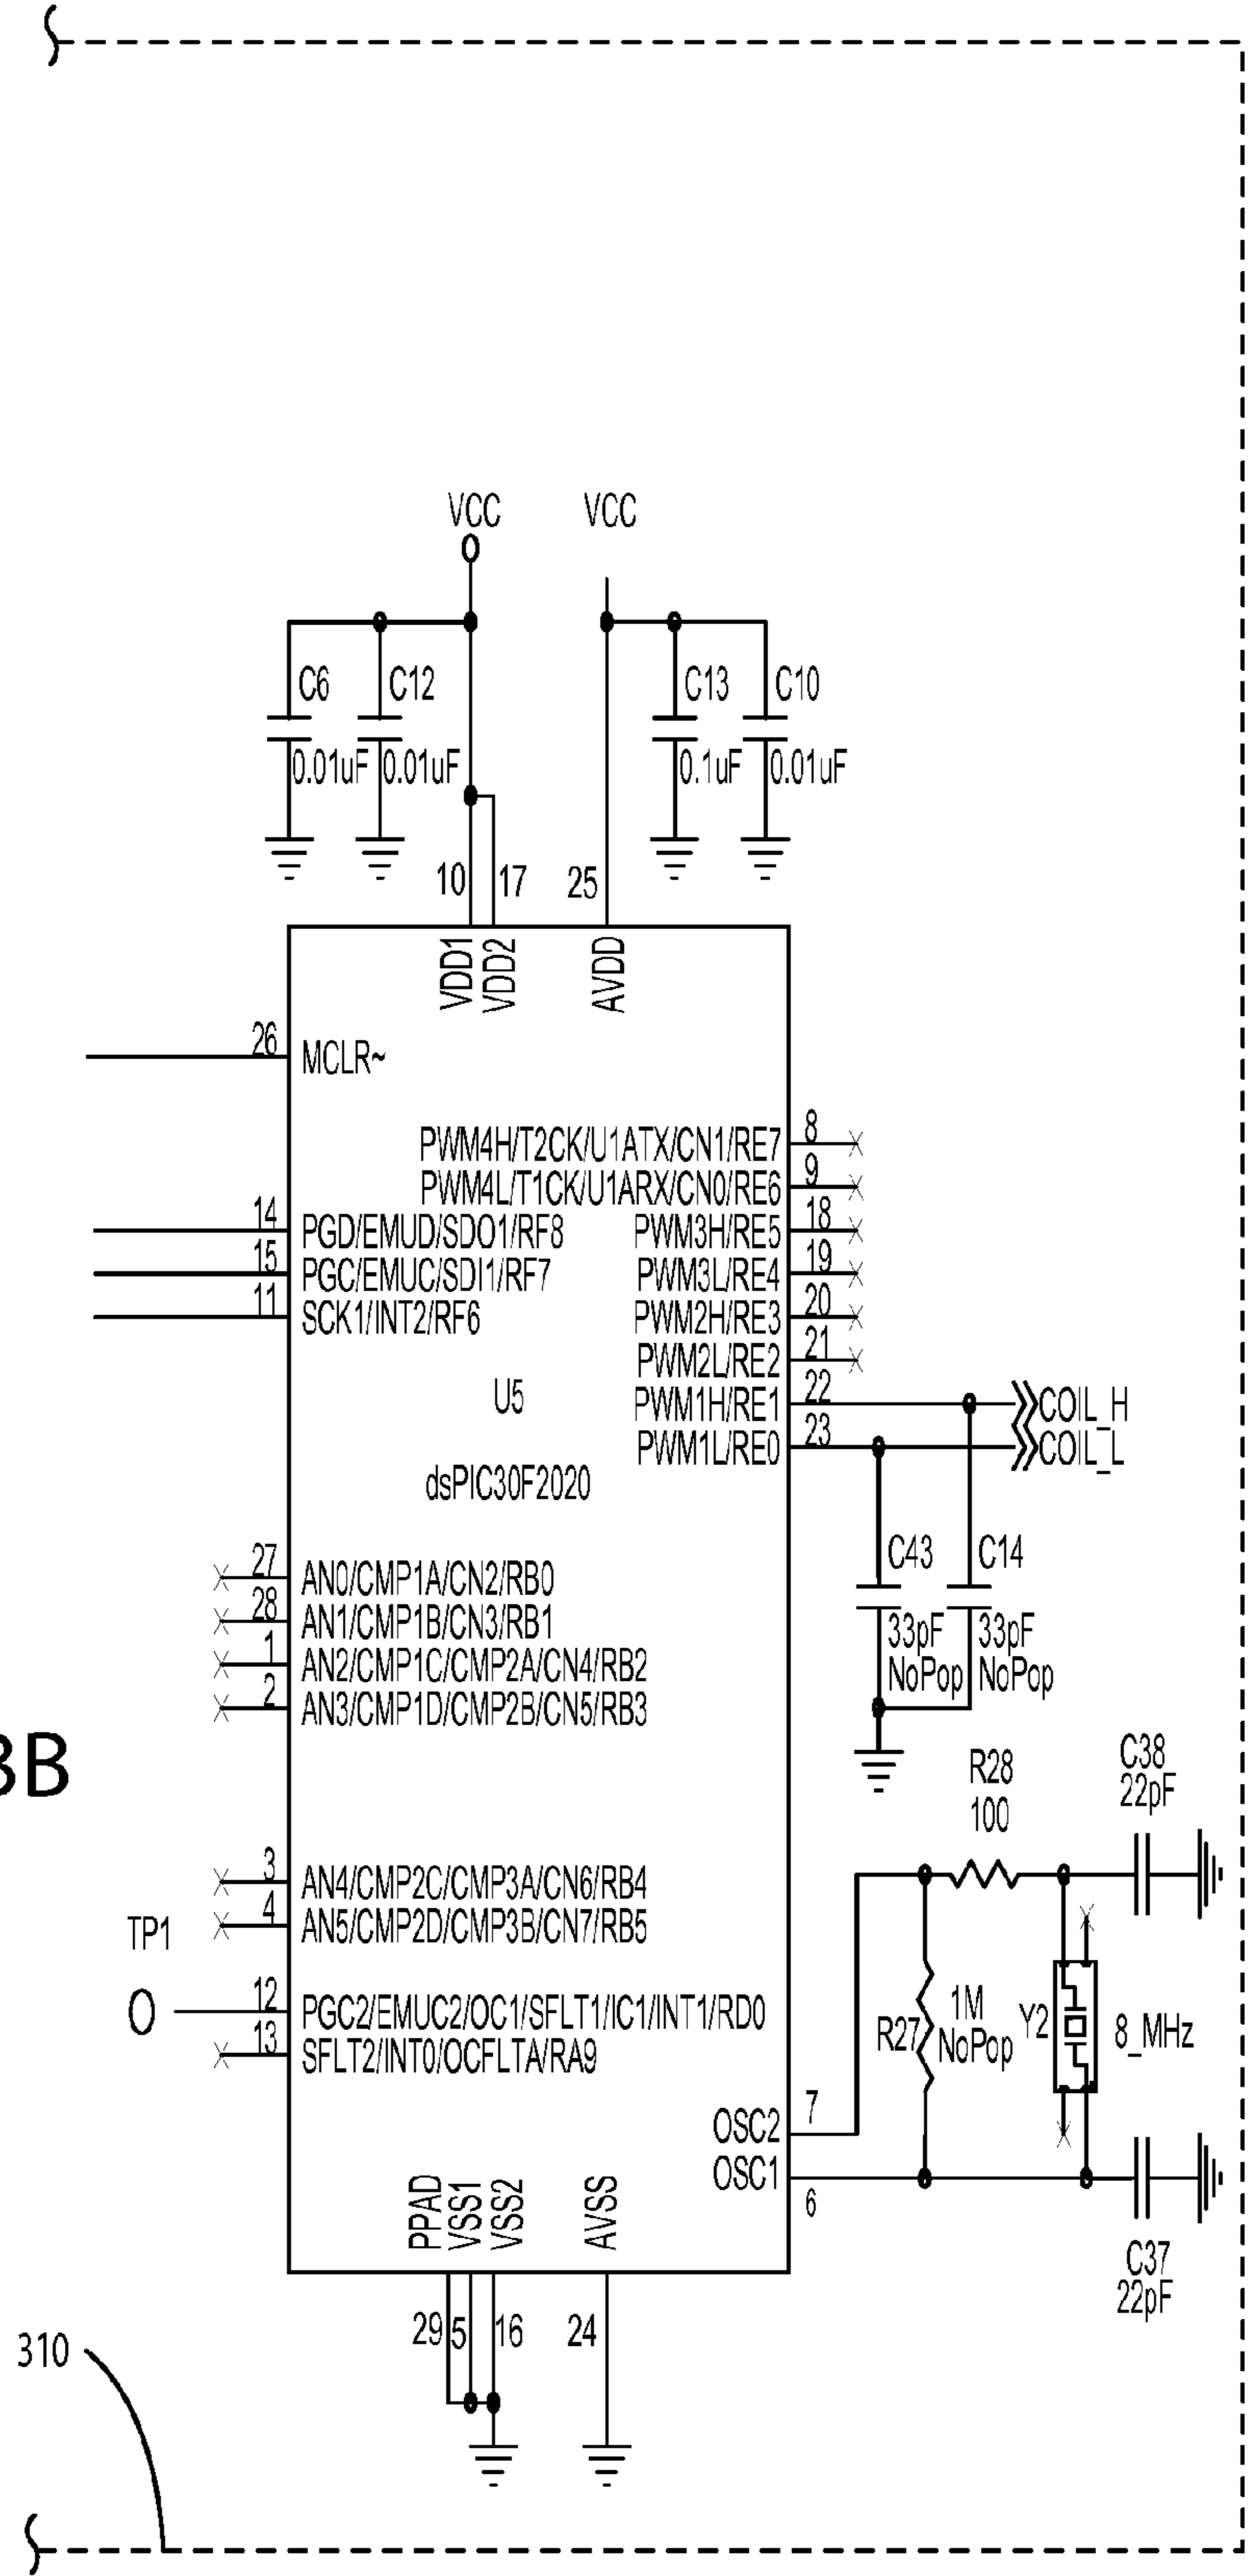 VCC VCC
C6 C12 C13 C10
0.01uF 0.01uF 0.1uF 0.01uF
10 17 25
VDD1 VDD2 AVDD
26 MCLR~
PWM4H/T2CK/U1ATX/CN1/RE7 8
PWM4L/T1CK/U1ARX/CN0/RE6 9
14 PGD/EMUD/SDO1/RF8 PWM3H/RE5 18
15 PGC/EMUC/SDI1/RF7 PWM3L/RE4 19
11 SCK1/INT2/RF6 PWM2H/RE3 20
PWM2L/RE2 21
U5 PWM1H/RE1 22 COIL_H
PWM1L/RE0 23 COIL_L
dsPIC30F2020
C43 C14
27 AN0/CMP1A/CN2/RB0
28 AN1/CMP1B/CN3/RB1 33pF 33pF
1 AN2/CMP1C/CMP2A/CN4/RB2 NoPop NoPop
2 AN3/CMP1D/CMP2B/CN5/RB3
3B
R28 C38
100 22pF
3 AN4/CMP2C/CMP3A/CN6/RB4
4 AN5/CMP2D/CMP3B/CN7/RB5
TP1
12 PGC2/EMUC2/OC1/SFLT1/IC1/INT1/RD0
13 SFLT2/INT0/OCFLTA/RA9
R27 1M Y2 8_MHz
NoPop
OSC2 7
OSC1 6
PPAD VSS1 VSS2 AVSS
C37
22pF
29 5 16 24
310